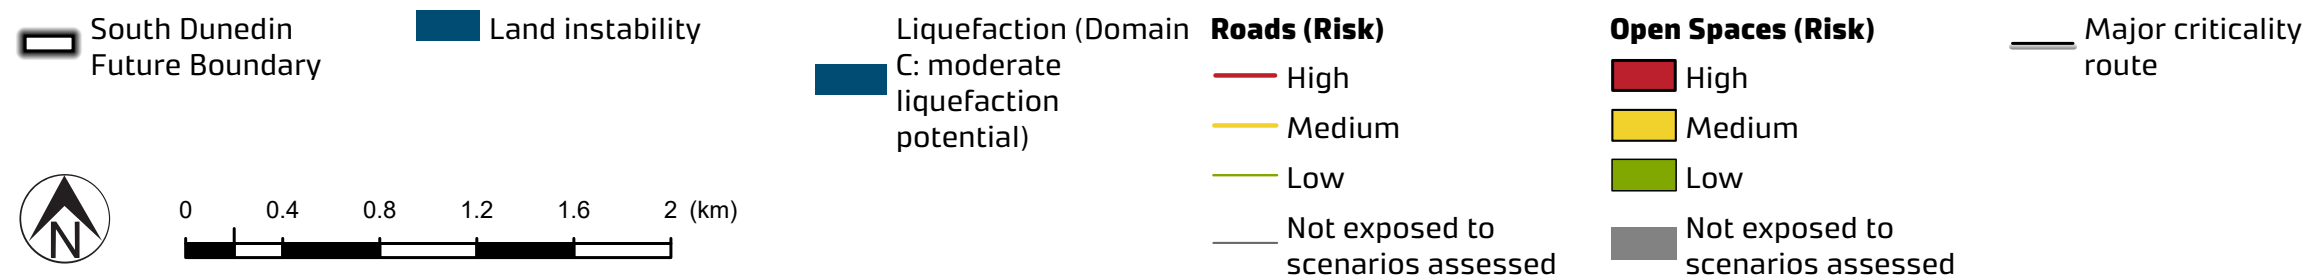 South Dunedin
Future Boundary
Land instability
Liquefaction (Domain
C: moderate
liquefaction
potential)
Roads (Risk)
High
Medium
Low
Not exposed to
scenarios assessed
Open Spaces (Risk)
High
Medium
Low
Not exposed to
scenarios assessed
Major criticality
route
N
0 0.4 0.8 1.2 1.6 2 (km)